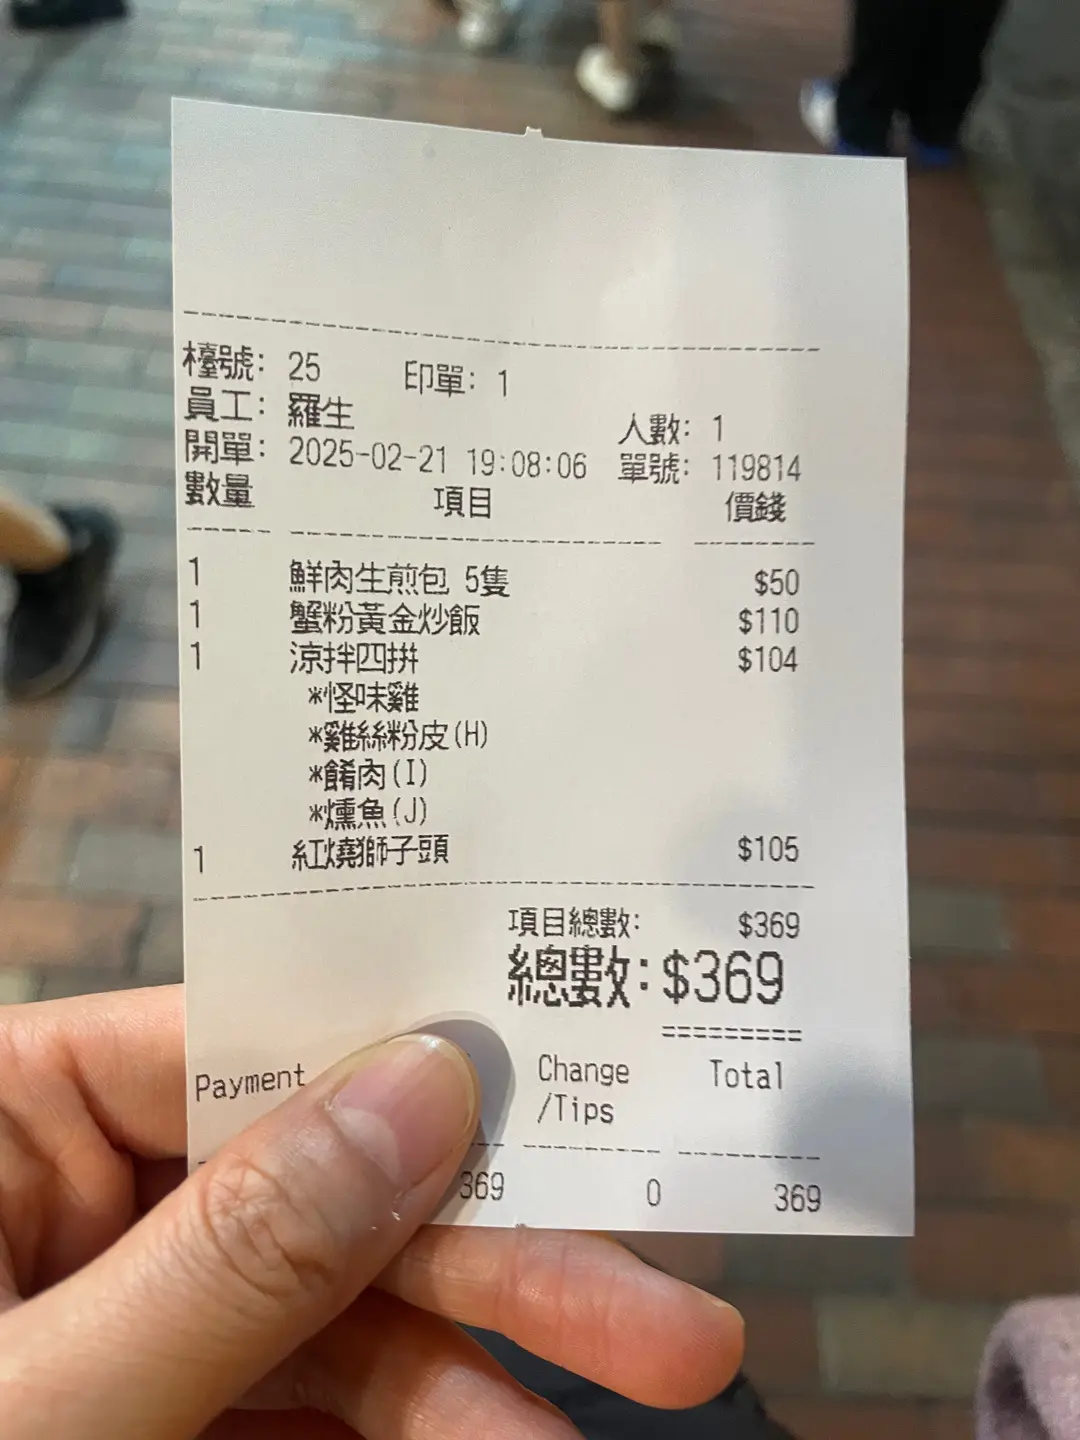 檯號: 25 印單: 1
員工: 羅生 人數: 1
開單: 2025-02-21 19:08:06 單號: 119814
數量 項目 價錢
1 鮮肉生煎包 5隻 $50
1 蟹粉黃金炒飯 $110
1 涼拌四拼 $104
*怪味雞
*雞絲粉皮(H)
*餚肉(I)
*燻魚(J)
1 紅燒獅子頭 $105
項目總數: $369
總數: $369
=========
Payment Change Total
/Tips
369 0 369